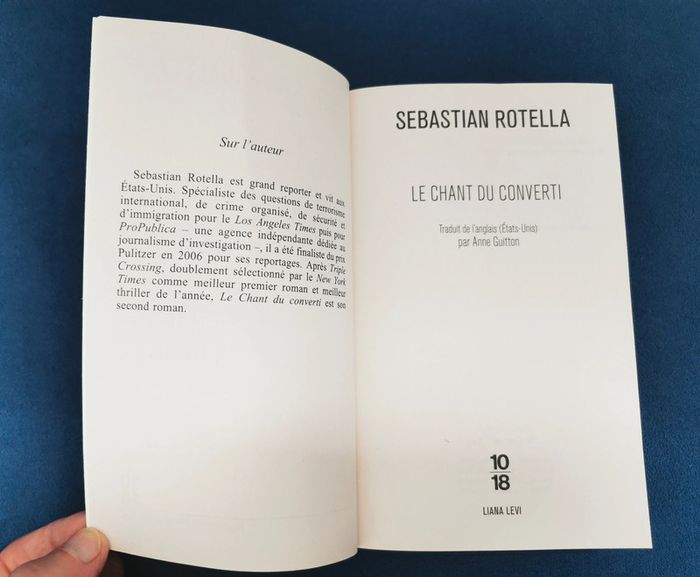 Sur l'auteur
Sebastian Rotella est grand reporter et vit aux
États-Unis. Spécialiste des questions de terrorisme
international, de crime organisé, de sécurité et
d'immigration pour le Los Angeles Times puis pour
ProPublica – une agence indépendante dédiée au
journalisme d'investigation –, il a été finaliste du prix
Pulitzer en 2006 pour ses reportages. Après Triple
Crossing, doublement sélectionné par le New York
Times comme meilleur premier roman et meilleur
thriller de l'année, Le Chant du converti est son
second roman.
SEBASTIAN ROTELLA
LE CHANT DU CONVERTI
Traduit de l'anglais (États-Unis)
par Anne Guitton
10
18
LIANA LEVI